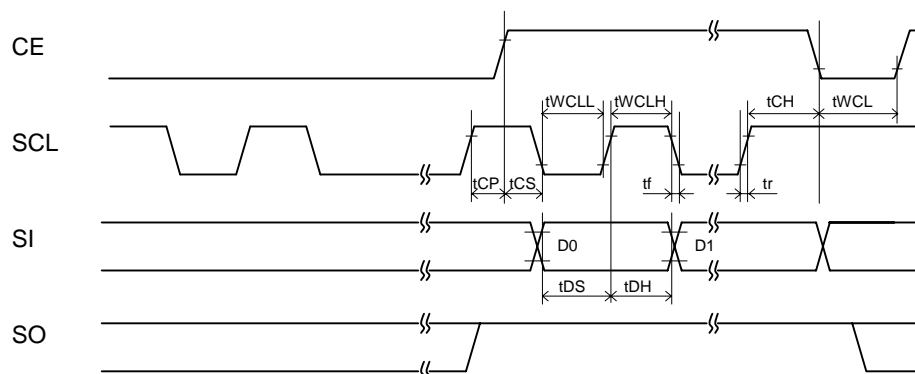 CE
tWCLL tWCLH tCH tWCL
SCL
tCP tCS tf tr
SI
D0 D1
tDS tDH
SO